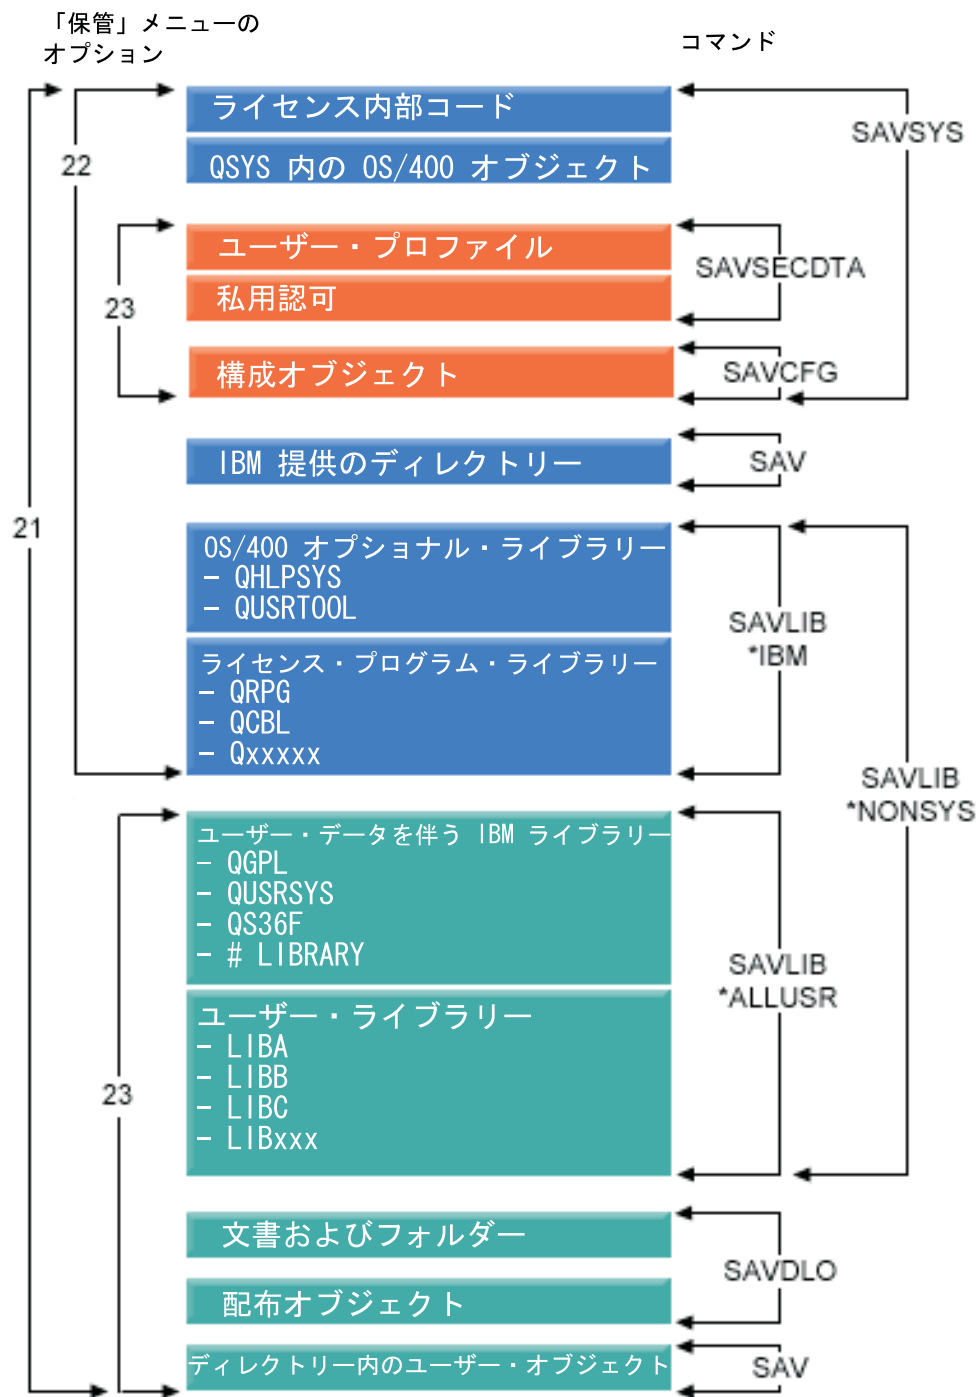 「保管」メニューの
オプション
コマンド
ライセンス内部コード
QSYS 内の OS/400 オブジェクト
SAVSYS
22
ユーザー・プロファイル
私用認可
SAVSECDTA
23
構成オブジェクト
SAVCFG
IBM 提供のディレクトリー
SAV
21
OS/400 オプショナル・ライブラリー
- QHLPSYS
- QUSRTOOL
SAVLIB
*IBM
ライセンス・プログラム・ライブラリー
- QRPG
- QCBL
- Qxxxxx
SAVLIB
*NONSYS
ユーザー・データを伴う IBM ライブラリー
- QGPL
- QUSRSYS
- QS36F
- # LIBRARY
SAVLIB
*ALLUSR
ユーザー・ライブラリー
- LIBA
- LIBB
- LIBC
- LIBxxx
23
文書およびフォルダー
SAVDLO
配布オブジェクト
ディレクトリー内のユーザー・オブジェクト
SAV